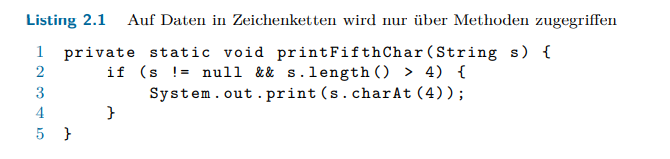 Listing 2.1 Auf Daten in Zeichenketten wird nur über Methoden zugegriffen
1 private static void printFifthChar(String s) {
2     if (s != null && s.length() > 4) {
3         System.out.print(s.charAt(4));
4     }
5 }